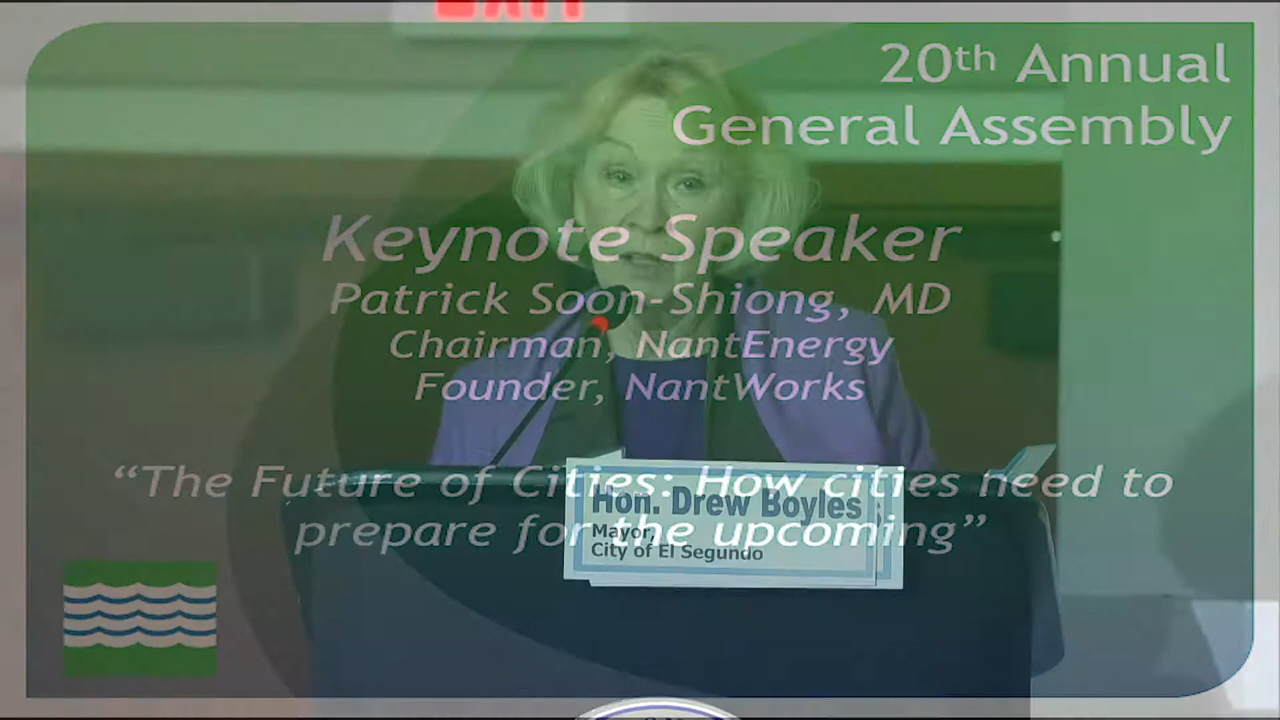 EXIT
20th Annual
General Assembly
Keynote Speaker
Patrick Soon-Shiong, MD
Chairman, NantEnergy
Founder, NantWorks
“The Future of Cities: How cities need to
prepare for the upcoming”
Hon. Drew Boyles
Mayor,
City of El Segundo